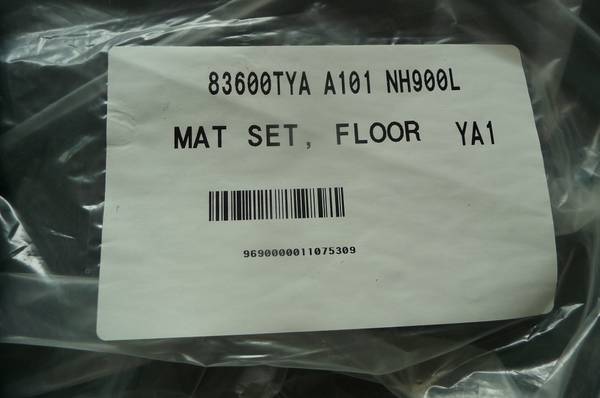 83600TYA A101 NH900L
MAT SET, FLOOR YA1
9690000011075309